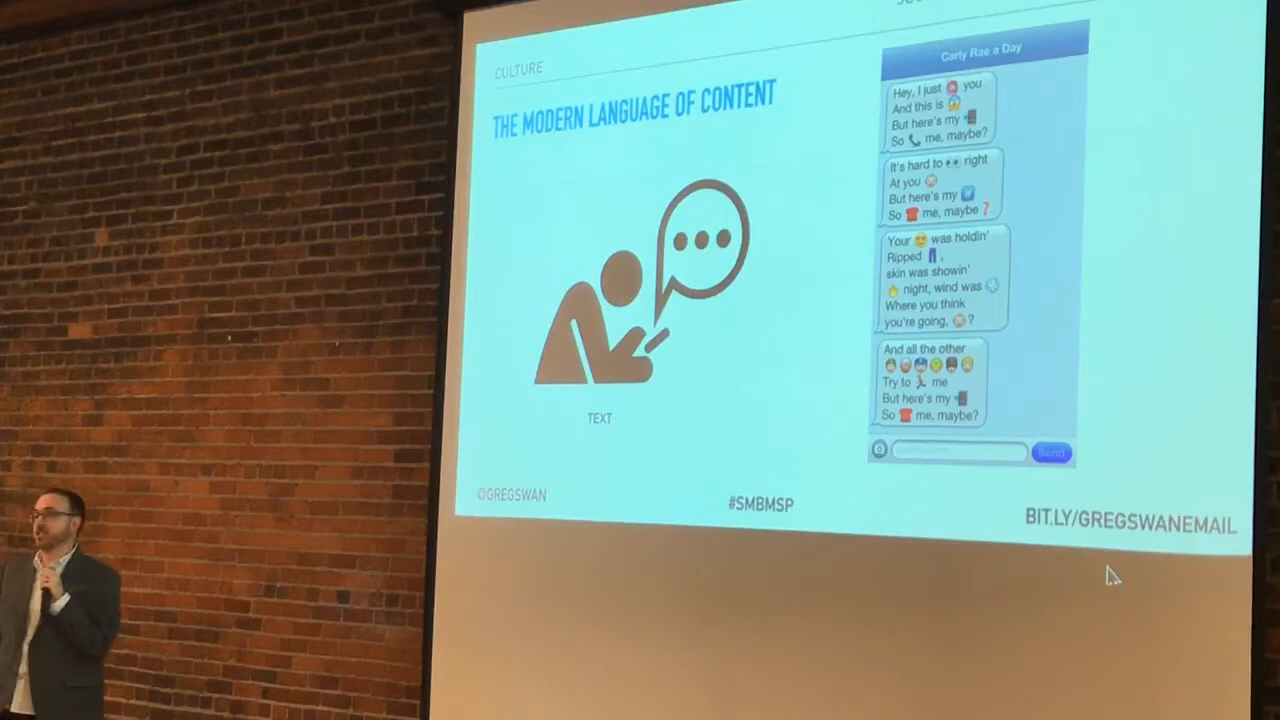 CULTURE
THE MODERN LANGUAGE OF CONTENT
TEXT
Carly Rae a Day
Hey, I just 🙋 you
And this is 😱
But here's my 📲
So 📞 me, maybe?
It's hard to 👀 right
At you
But here's my #️⃣
So ☎️ me, maybe❓
Your 😍 was holdin'
Ripped 👖,
skin was showin'
night, wind was 💨
Where you think
you're going, ?
And all the other
Try to 🏃 me
But here's my 📲
So ☎️ me, maybe?
Send
@GREGSWAN
#SMBMSP
BIT.LY/GREGSWANEMAIL